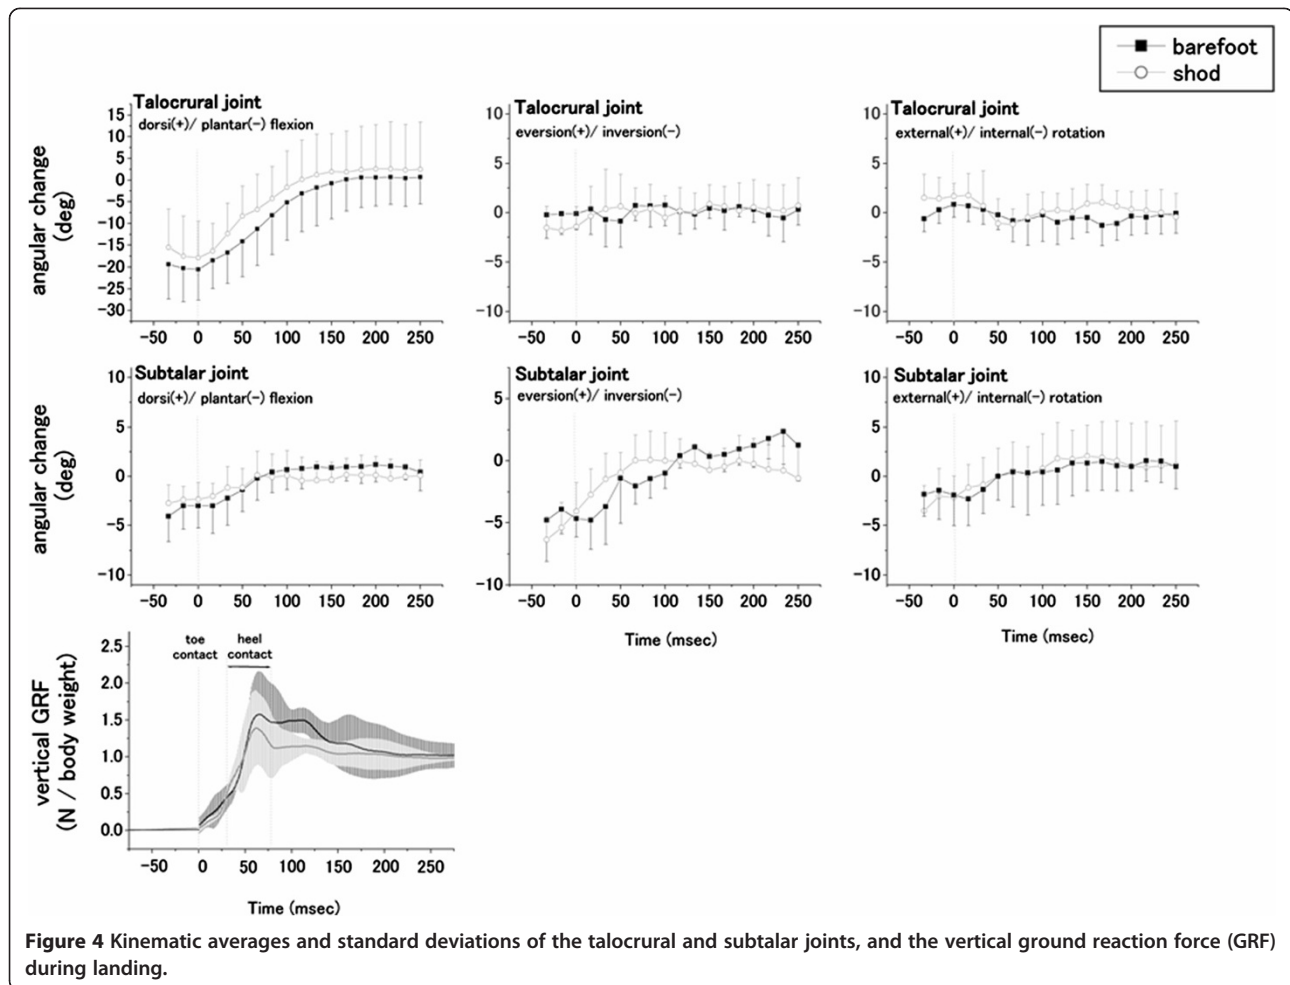 barefoot
shod
Talocrural joint
dorsi(+)/ plantar(−) flexion
angular change
(deg)
15
10
5
0
−5
−10
−15
−20
−25
−30
−50 0 50 100 150 200 250
Talocrural joint
eversion(+)/ inversion(−)
10
5
0
−5
−10
−50 0 50 100 150 200 250
Talocrural joint
external(+)/ internal(−) rotation
10
5
0
−5
−10
−50 0 50 100 150 200 250
Subtalar joint
dorsi(+)/ plantar(−) flexion
angular change
(deg)
10
5
0
−5
−10
−50 0 50 100 150 200 250
Subtalar joint
eversion(+)/ inversion(−)
5
0
−5
−10
−50 0 50 100 150 200 250
Time (msec)
Subtalar joint
external(+)/ internal(−) rotation
10
5
0
−5
−10
−50 0 50 100 150 200 250
Time (msec)
toe
contact
heel
contact
vertical GRF
(N / body weight)
2.5
2.0
1.5
1.0
0.5
0.0
−50 0 50 100 150 200 250
Time (msec)
Figure 4 Kinematic averages and standard deviations of the talocrural and subtalar joints, and the vertical ground reaction force (GRF)
during landing.